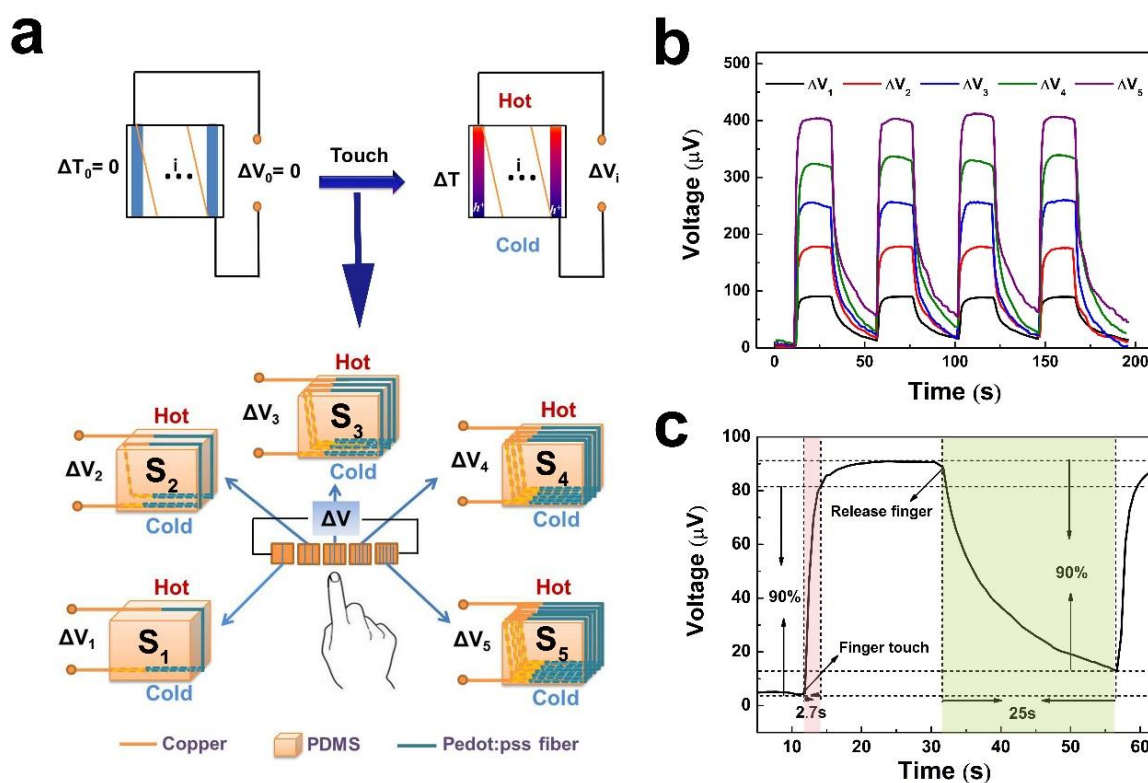 a
Hot
ΔT₀= 0
i
...
ΔV₀= 0
Touch
ΔT
i
...
h⁺
h⁺
ΔVᵢ
Cold
Hot
ΔV₃
S₃
Cold
Hot
ΔV₂
S₂
Cold
Hot
ΔV₄
S₄
Cold
ΔV
Hot
ΔV₁
S₁
Cold
Hot
ΔV₅
S₅
Cold
Copper
PDMS
Pedot:pss fiber
b
ΔV₁ ΔV₂ ΔV₃ ΔV₄ ΔV₅
Voltage (μV)
500
400
300
200
100
0
0 50 100 150 200
Time (s)
c
Voltage (μV)
100
80
60
40
20
0
Release finger
90%
90%
Finger touch
2.7s
25s
10 20 30 40 50 60
Time (s)